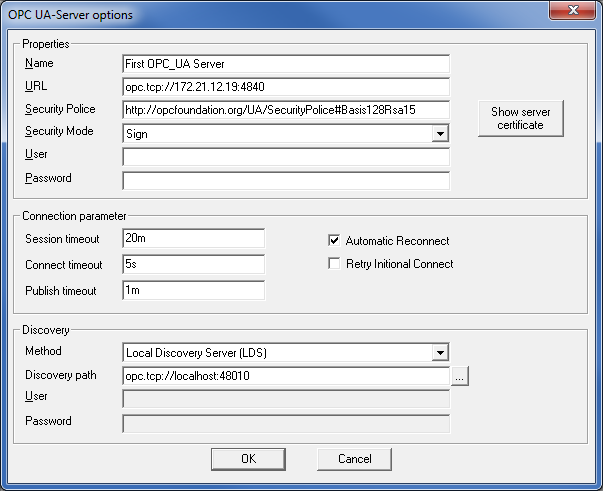 OPC UA-Server options
Properties
Name
First OPC_UA Server
URL
opc.tcp://172.21.12.19:4840
Security Police
http://opcfoundation.org/UA/SecurityPolice#Basis128Rsa15
Show server
certificate
Security Mode
Sign
User
Password
Connection parameter
Session timeout
20m
Automatic Reconnect
Connect timeout
5s
Retry Initional Connect
Publish timeout
1m
Discovery
Method
Local Discovery Server (LDS)
Discovery path
opc.tcp://localhost:48010
...
User
Password
OK
Cancel